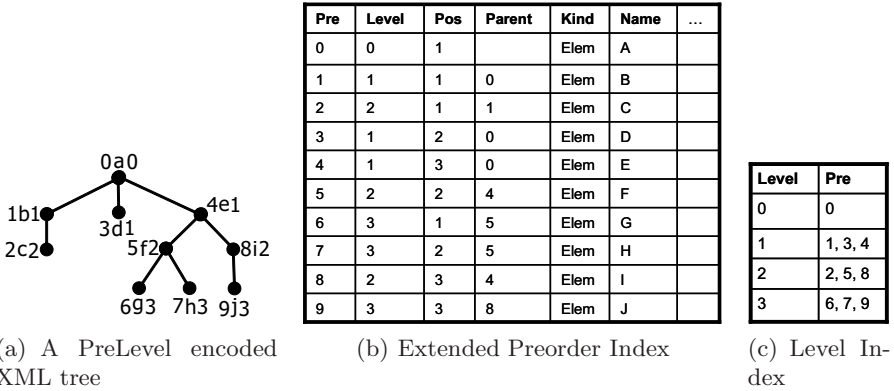 0a0
1b1
4e1
3d1
2c2
5f2
8i2
6g3
7h3
9j3
Pre Level Pos Parent Kind Name ...
0 0 1 Elem A
1 1 1 0 Elem B
2 2 1 1 Elem C
3 1 2 0 Elem D
4 1 3 0 Elem E
5 2 2 4 Elem F
6 3 1 5 Elem G
7 3 2 5 Elem H
8 2 3 4 Elem I
9 3 3 8 Elem J
Level Pre
0 0
1 1, 3, 4
2 2, 5, 8
3 6, 7, 9
(a) A PreLevel encoded
XML tree
(b) Extended Preorder Index
(c) Level In-
dex